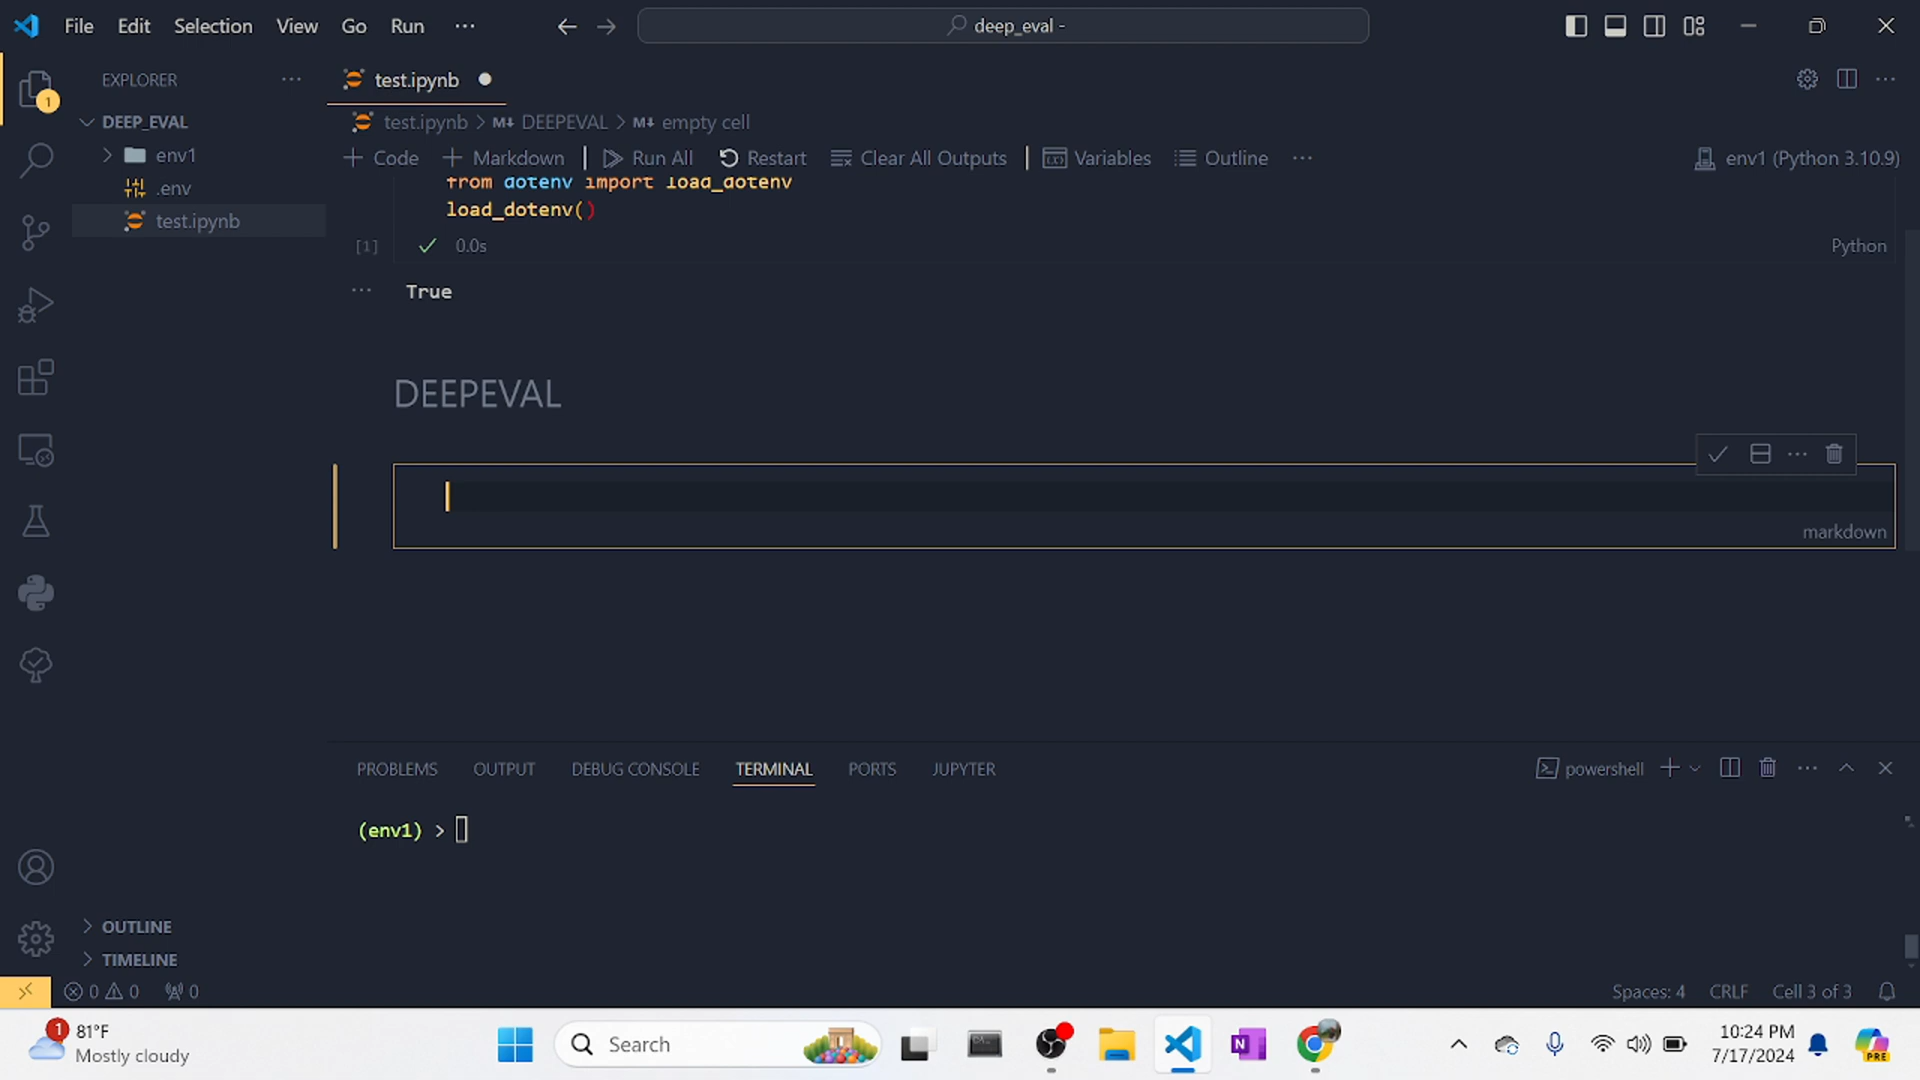 File Edit Selection View Go Run ···
deep_eval -
EXPLORER ···
test.ipynb
1
DEEP_EVAL
test.ipynb > M↓ DEEPEVAL > M↓ empty cell
env1
.env
test.ipynb
+ Code + Markdown | Run All Restart Clear All Outputs | Variables Outline ··· env1 (Python 3.10.9)
from dotenv import load_dotenv
load_dotenv()
[1] ✓ 0.0s Python
··· True
DEEPEVAL
markdown
PROBLEMS OUTPUT DEBUG CONSOLE TERMINAL PORTS JUPYTER powershell
(env1) >
OUTLINE
TIMELINE
0 0 0 Spaces: 4 CRLF Cell 3 of 3
1 81°F
Mostly cloudy
Search
N
PRE
10:24 PM
7/17/2024